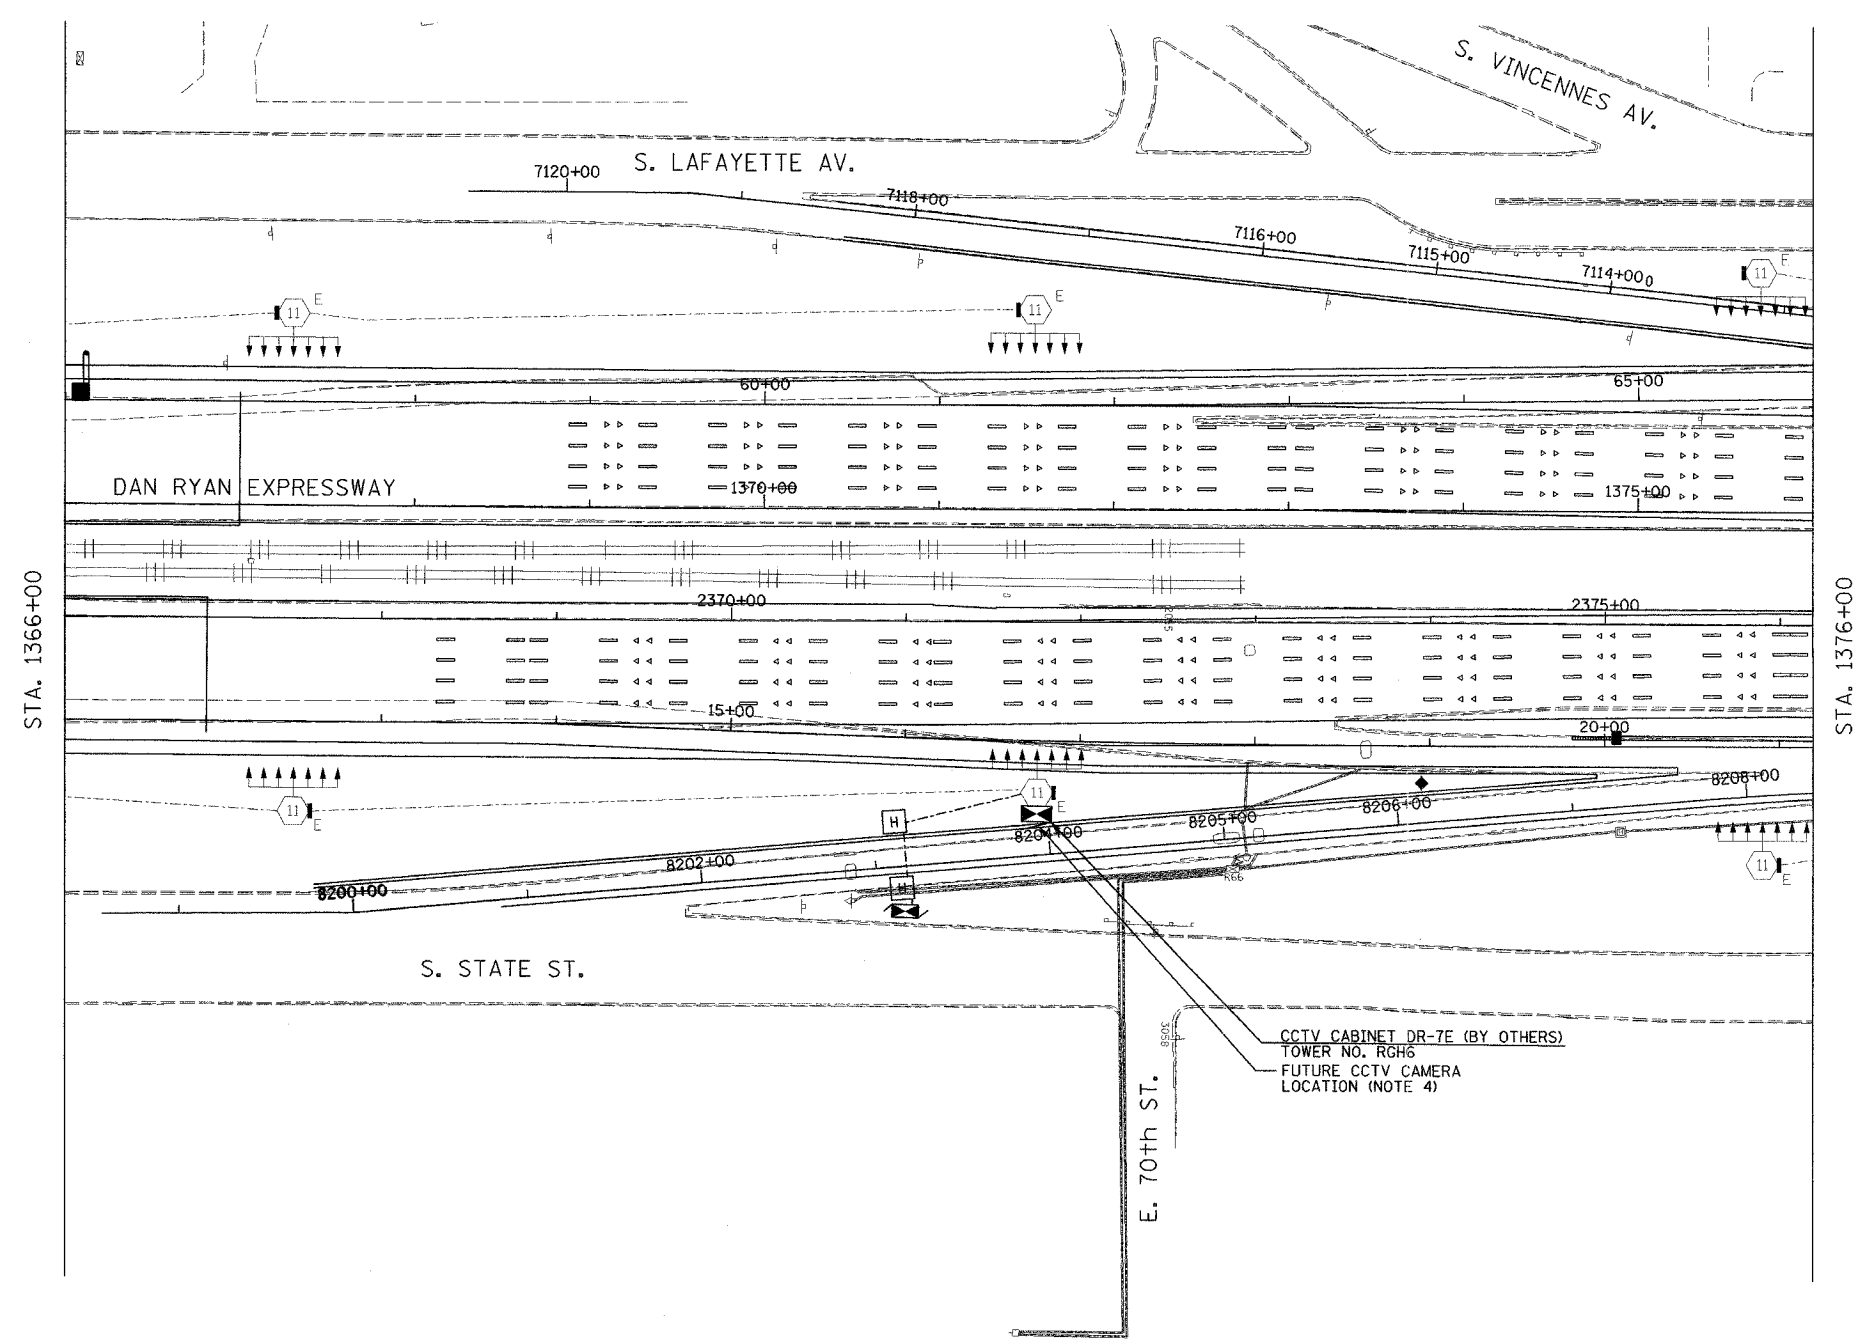 S. VINCENNES AV.
S. LAFAYETTE AV.
7120+00
7118+00
7116+00
7115+00
7114+00
11 E
11 E
11 E
60+00
65+00
DAN RYAN EXPRESSWAY
1370+00
1375+00
STA. 1366+00
STA. 1376+00
2370+00
2375+00
15+00
20+00
11 E
11 E
11 E
H
H
8200+00
8202+00
8204+00
8205+00
8206+00
8208+00
R66
S. STATE ST.
3058
E. 70th ST.
CCTV CABINET DR-7E (BY OTHERS)
TOWER NO. RGH6
FUTURE CCTV CAMERA
LOCATION (NOTE 4)